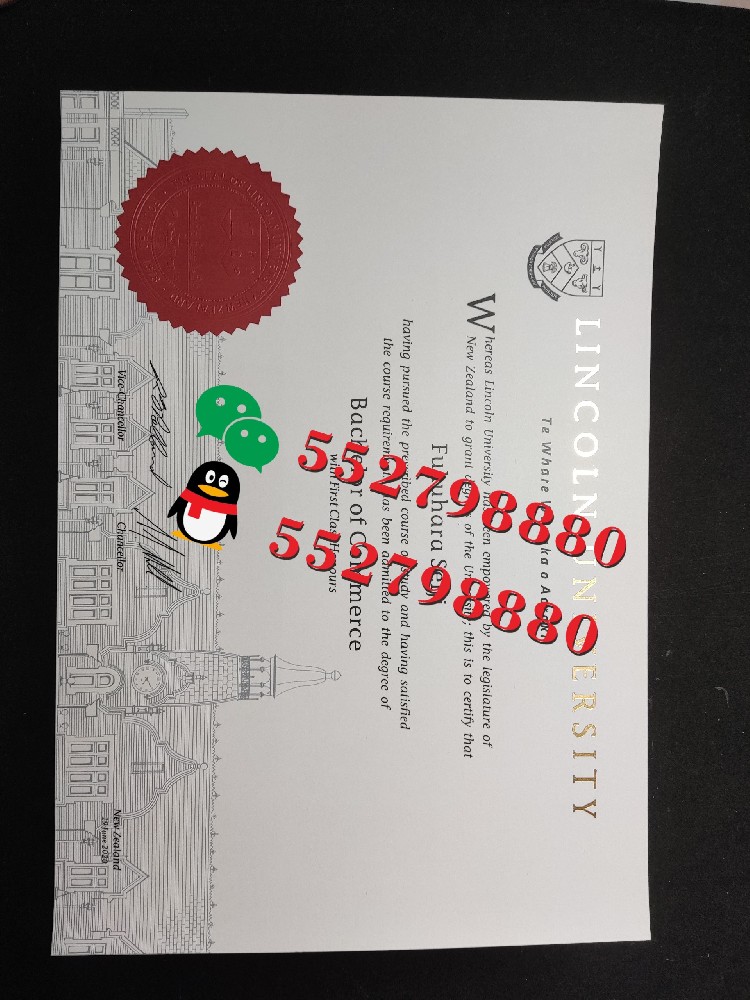 LINCOLN UNIVERSITY
Te Whare
Whereas Lincoln University has been empowered by the legislature of
New Zealand to grant degrees of the University; this is to certify that
having pursued the prescribed course of study and having satisfied
the course requirements has been admitted to the degree of
Bachelor of Commerce
with First Class Honours
Vice-Chancellor
Chancellor
New Zealand
29 June
552798880
552798880